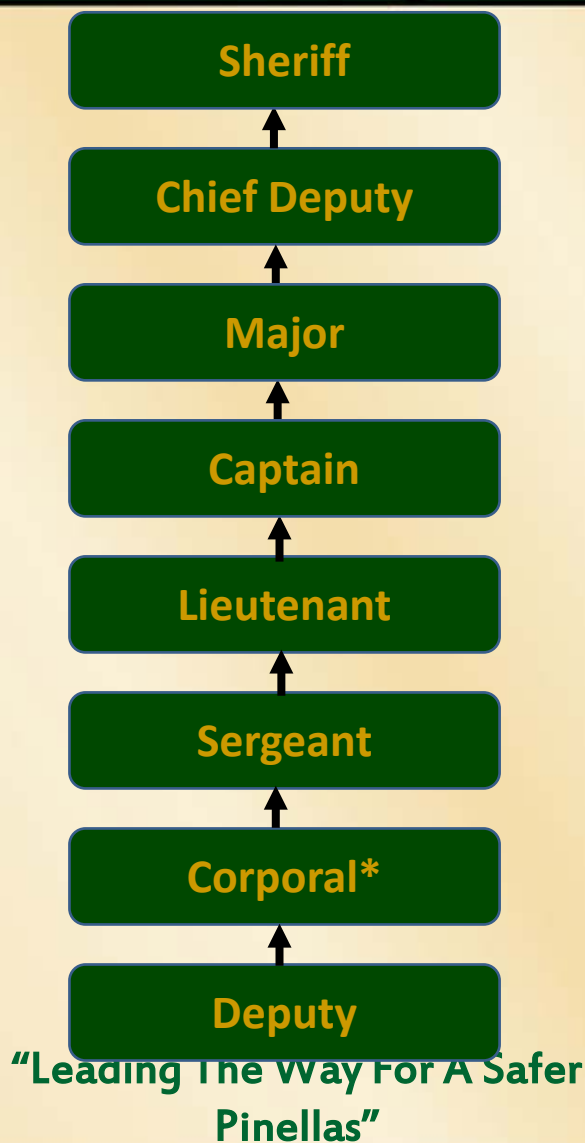 Sheriff
Chief Deputy
Major
Captain
Lieutenant
Sergeant
Corporal*
Deputy
“Leading The Way For A Safer
Pinellas”